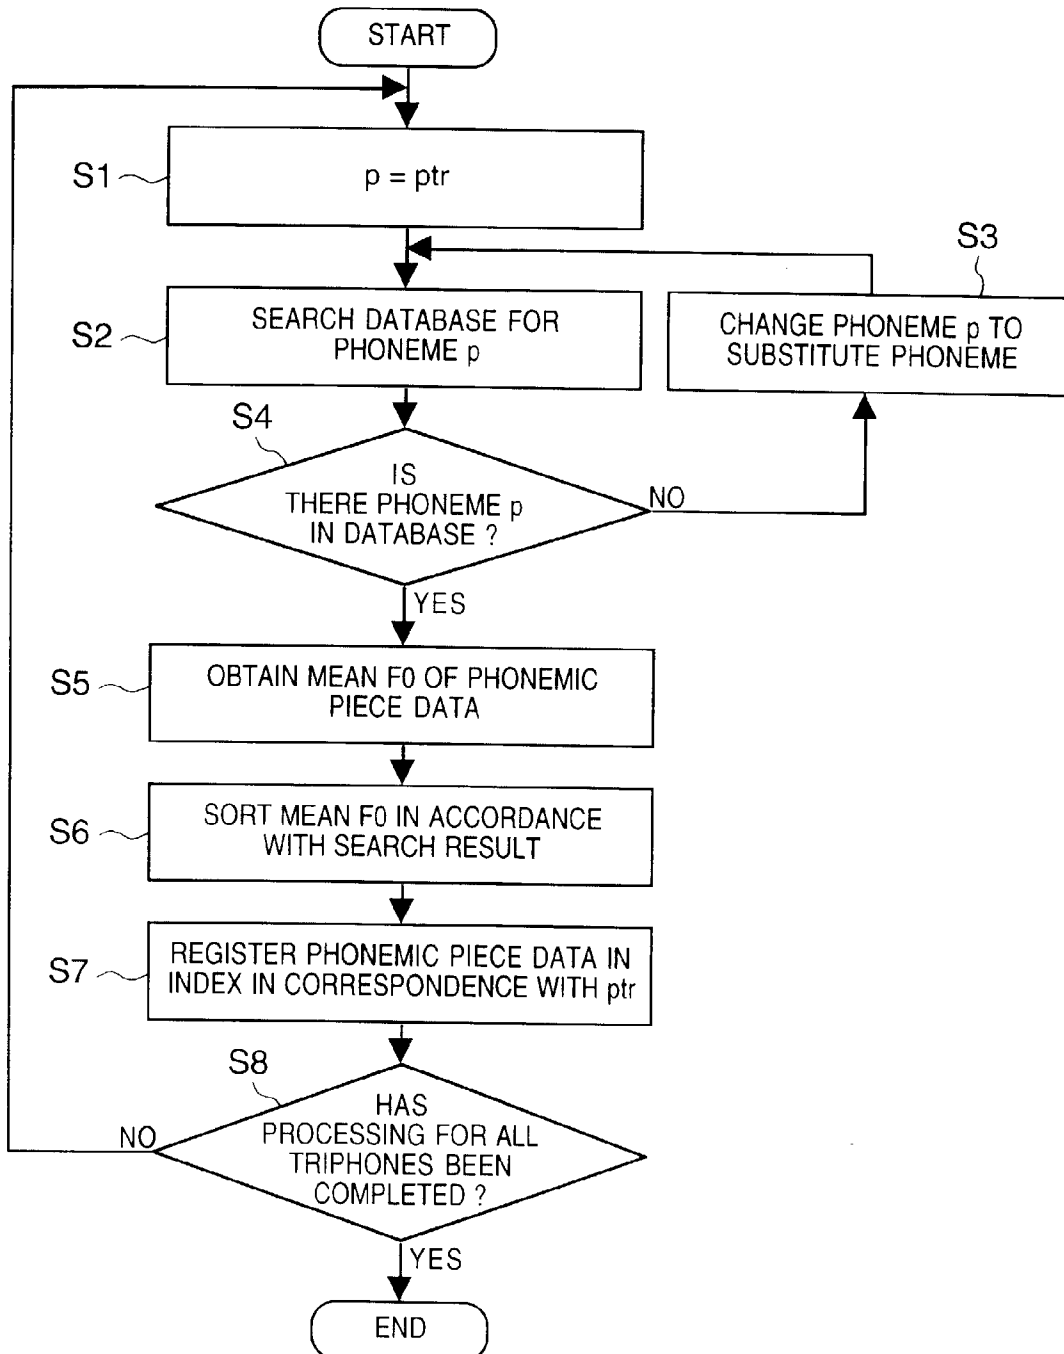 START
S1
p = ptr
S3
S2
SEARCH DATABASE FOR
PHONEME p
CHANGE PHONEME p TO
SUBSTITUTE PHONEME
S4
IS
THERE PHONEME p
IN DATABASE ?
NO
YES
S5
OBTAIN MEAN F0 OF PHONEMIC
PIECE DATA
S6
SORT MEAN F0 IN ACCORDANCE
WITH SEARCH RESULT
S7
REGISTER PHONEMIC PIECE DATA IN
INDEX IN CORRESPONDENCE WITH ptr
S8
HAS
PROCESSING FOR ALL
TRIPHONES BEEN
COMPLETED ?
NO
YES
END